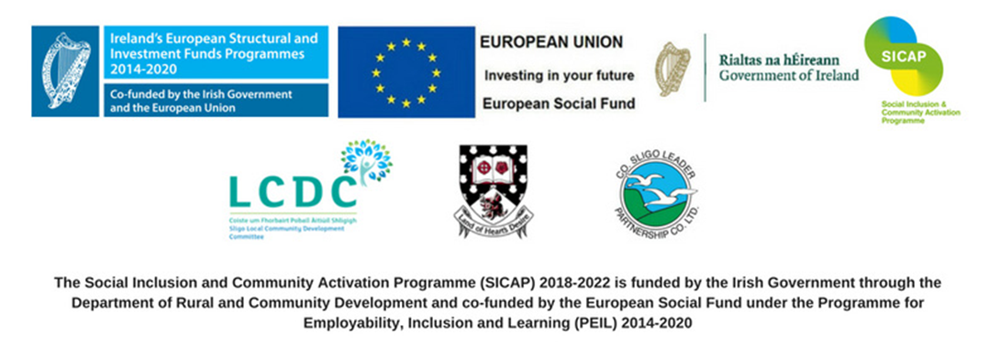 Ireland's European Structural and
Investment Funds Programmes
2014-2020
Co-funded by the Irish Government
and the European Union
EUROPEAN UNION
Investing in your future
European Social Fund
Rialtas na hÉireann
Government of Ireland
SICAP
Social Inclusion &
Community Activation
Programme
LCDC
Coiste um Fhorbairt Pobail Áitiúil Shligigh
Sligo Local Community Development
Committee
Land of Heart's Desire
CO. SLIGO LEADER
PARTNERSHIP CO. LTD.
The Social Inclusion and Community Activation Programme (SICAP) 2018-2022 is funded by the Irish Government through the
Department of Rural and Community Development and co-funded by the European Social Fund under the Programme for
Employability, Inclusion and Learning (PEIL) 2014-2020